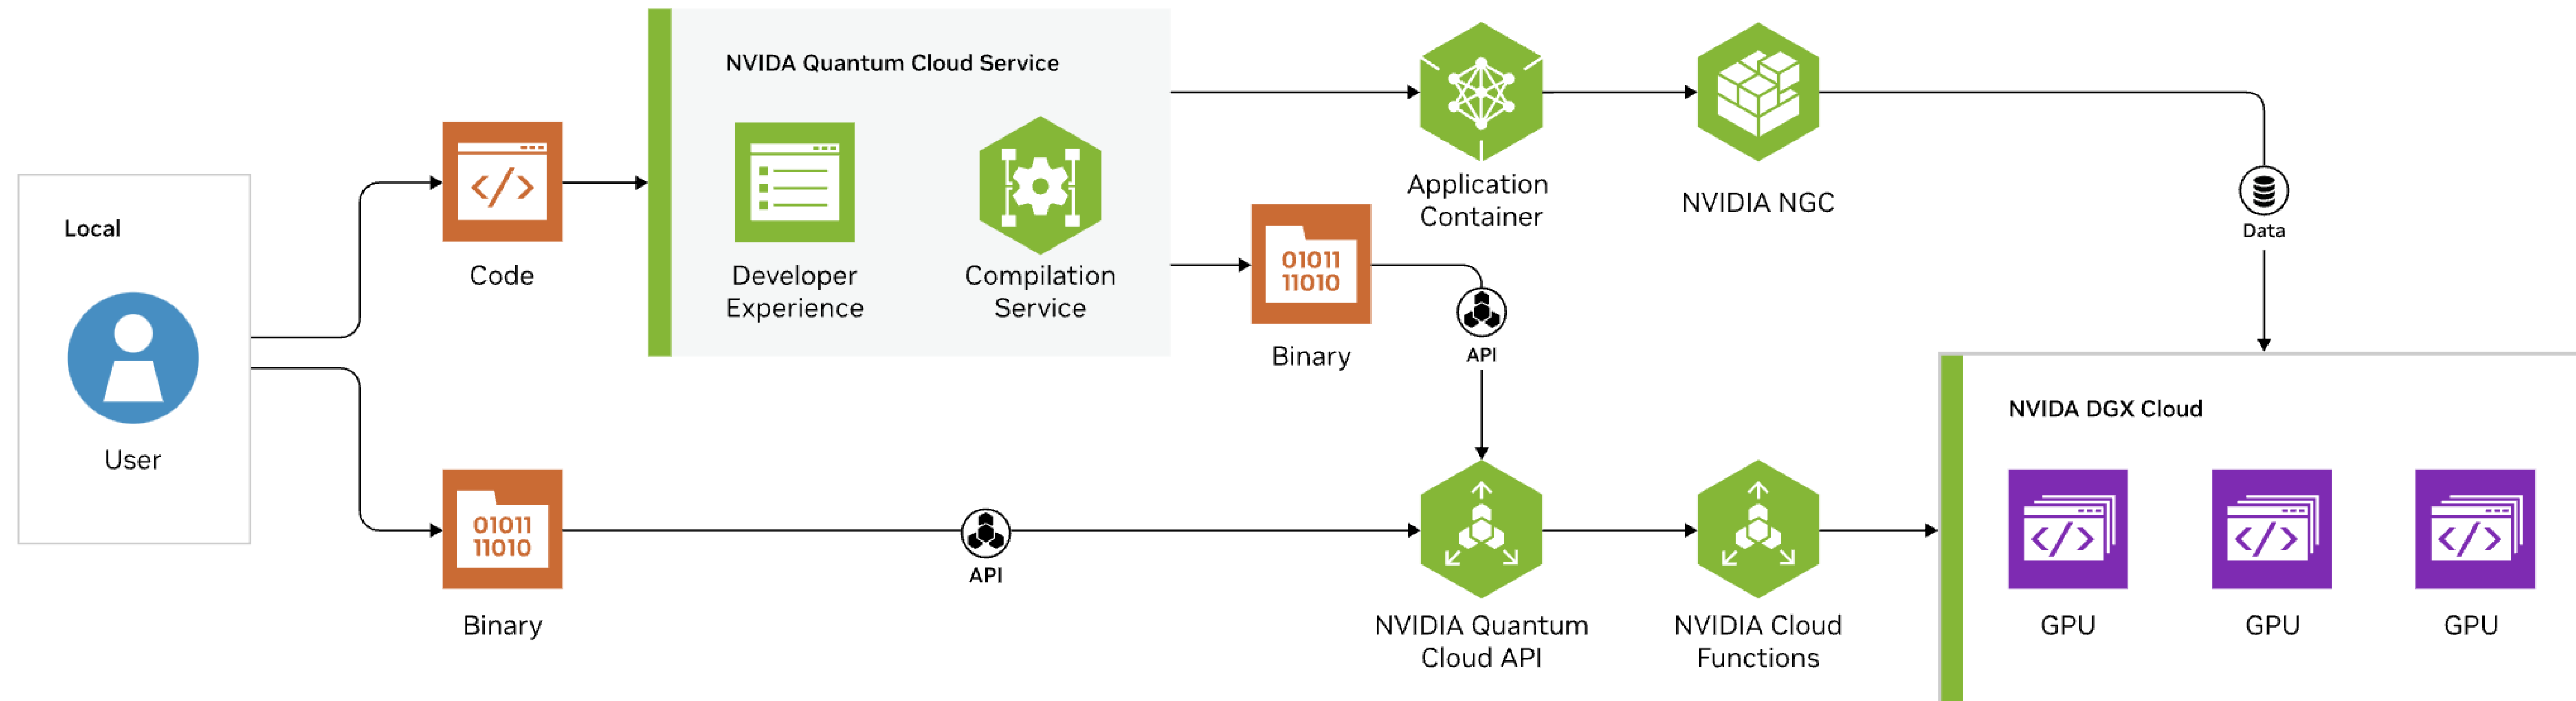 NVIDA Quantum Cloud Service
Local
User
</>
Code
Developer
Experience
Compilation
Service
01011
11010
Binary
API
Application
Container
NVIDIA NGC
Data
01011
11010
Binary
API
NVIDIA Quantum
Cloud API
NVIDIA Cloud
Functions
NVIDA DGX Cloud
</>
GPU
</>
GPU
</>
GPU